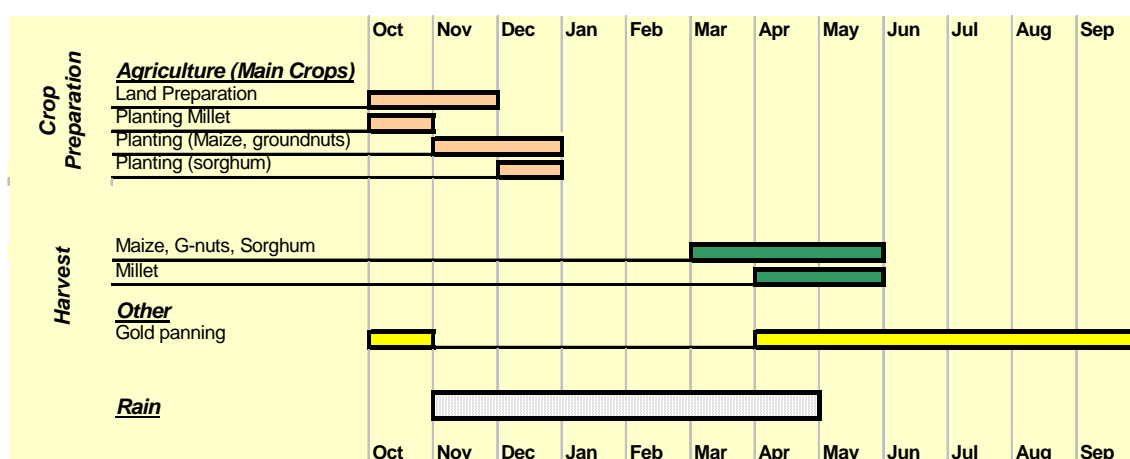 Oct Nov Dec Jan Feb Mar Apr May Jun Jul Aug Sep
Crop
Preparation
Agriculture (Main Crops)
Land Preparation
Planting Millet
Planting (Maize, groundnuts)
Planting (sorghum)
Harvest
Maize, G-nuts, Sorghum
Millet
Other
Gold panning
Rain
Oct Nov Dec Jan Feb Mar Apr May Jun Jul Aug Sep